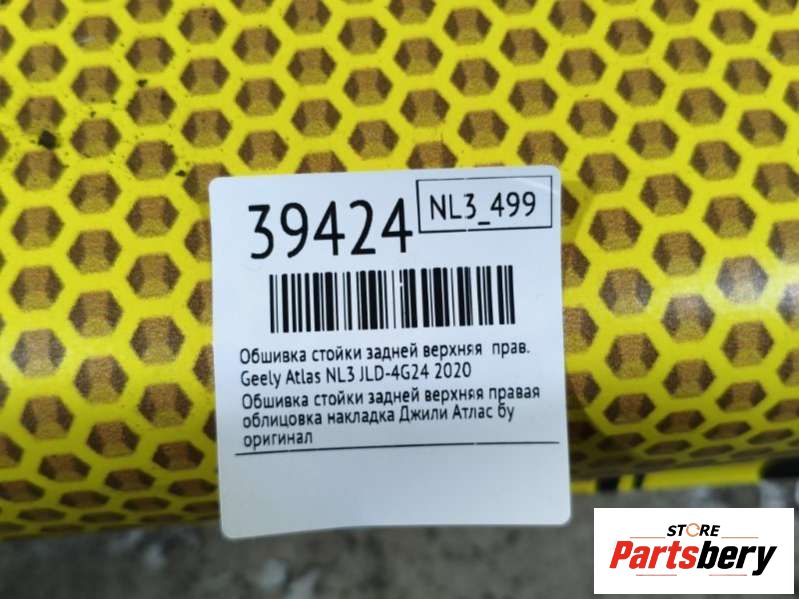 39424
NL3_499
Обшивка стойки задней верхняя прав.
Geely Atlas NL3 JLD-4G24 2020
Обшивка стойки задней верхняя правая
облицовка накладка Джили Атлас бу
оригинал
STORE
Partsbery